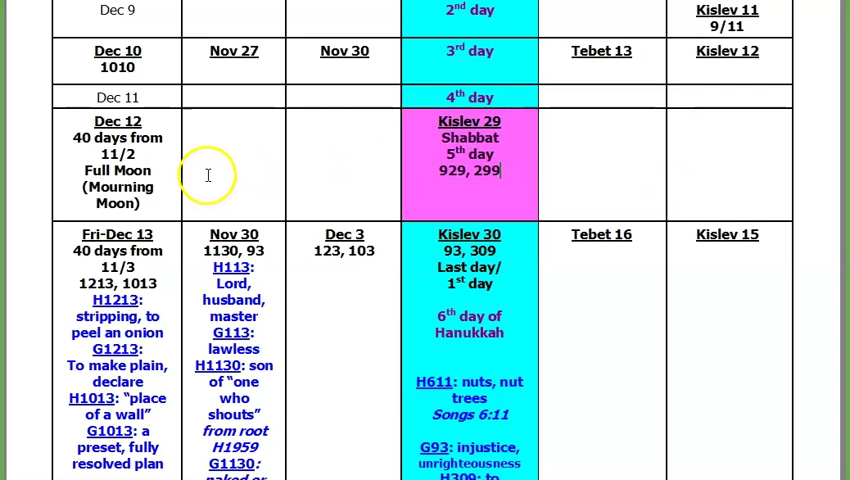 Dec 9
2nd day
Kislev 11
9/11
Dec 10
1010
Nov 27
Nov 30
3rd day
Tebet 13
Kislev 12
Dec 11
4th day
Dec 12
40 days from
11/2
Full Moon
(Mourning
Moon)
Kislev 29
Shabbat
5th day
929, 299
Fri-Dec 13
40 days from
11/3
1213, 1013
H1213:
stripping, to
peel an onion
G1213:
To make plain,
declare
H1013: “place
of a wall”
G1013: a
preset, fully
resolved plan
Nov 30
1130, 93
H113:
Lord,
husband,
master
G113:
lawless
H1130: son
of “one
who
shouts”
from root
H1959
G1130:
naked or
Dec 3
123, 103
Kislev 30
93, 309
Last day/
1st day
6th day of
Hanukkah
H611: nuts, nut
trees
Songs 6:11
G93: injustice,
unrighteousness
H309: to
Tebet 16
Kislev 15